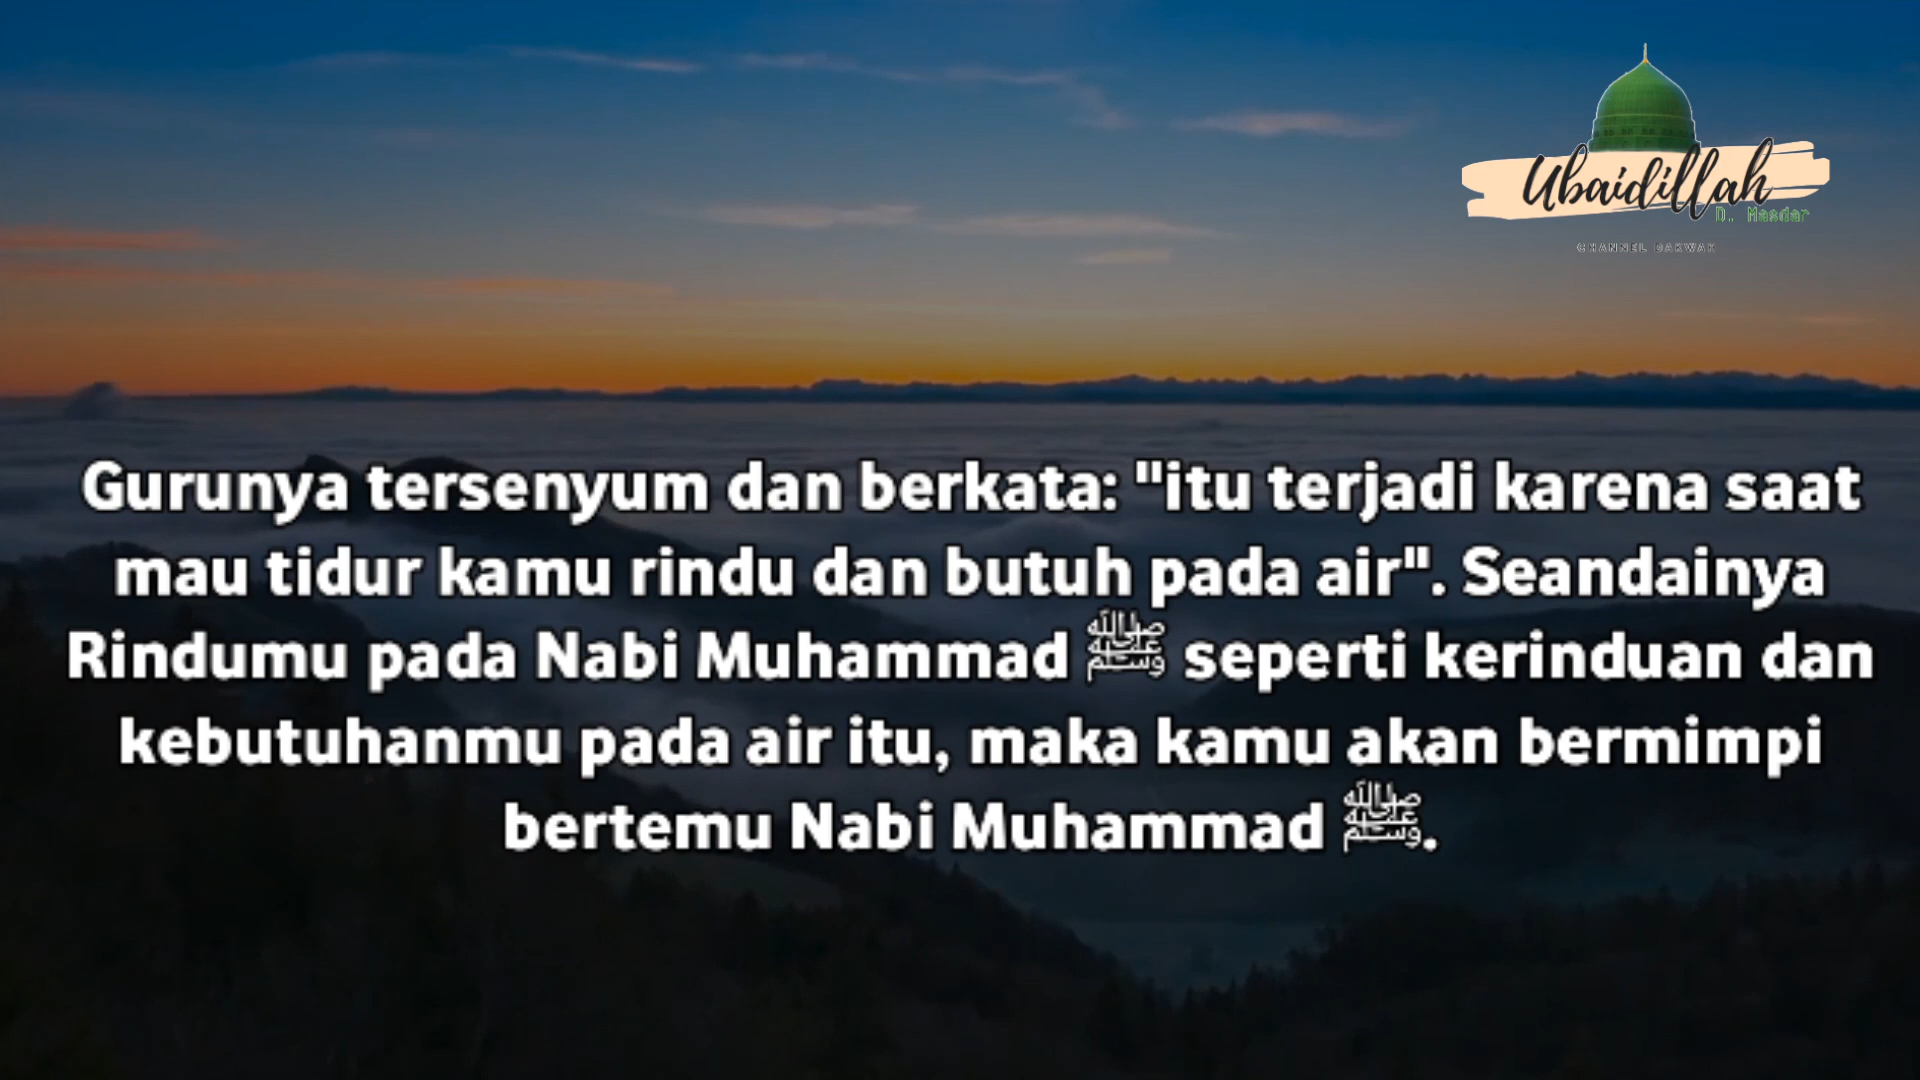 Ubaidillah
D. Masdar
CHANNEL DAKWAH
Gurunya tersenyum dan berkata: "itu terjadi karena saat
mau tidur kamu rindu dan butuh pada air". Seandainya
Rindumu pada Nabi Muhammad ﷺ seperti kerinduan dan
kebutuhanmu pada air itu, maka kamu akan bermimpi
bertemu Nabi Muhammad ﷺ.